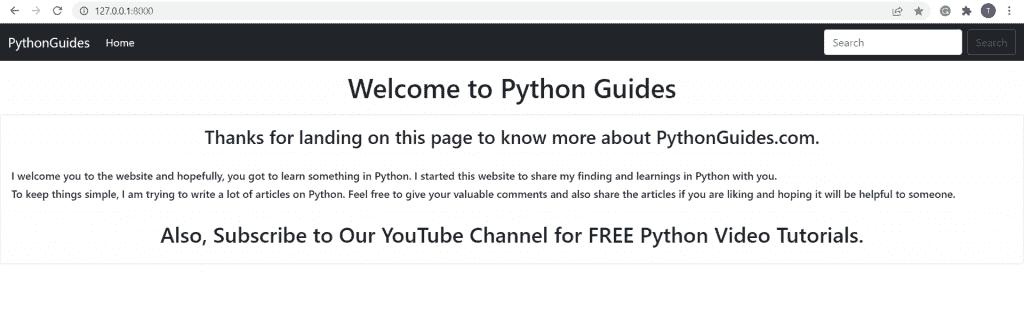 127.0.0.1:8000
T
PythonGuides Home Search Search
Welcome to Python Guides
Thanks for landing on this page to know more about PythonGuides.com.
I welcome you to the website and hopefully, you got to learn something in Python. I started this website to share my finding and learnings in Python with you.
To keep things simple, I am trying to write a lot of articles on Python. Feel free to give your valuable comments and also share the articles if you are liking and hoping it will be helpful to someone.
Also, Subscribe to Our YouTube Channel for FREE Python Video Tutorials.